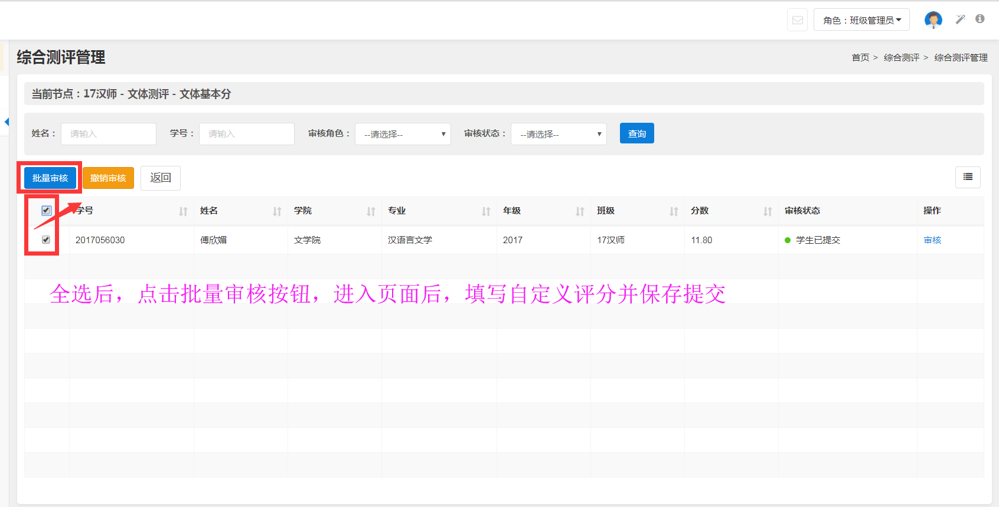 角色：班级管理员
综合测评管理
首页 > 综合测评 > 综合测评管理
当前节点：17汉师 - 文体测评 - 文体基本分
姓名： 请输入 学号： 请输入 审核角色： --请选择-- 审核状态： --请选择-- 查询
批量审核 撤销审核 返回
学号 姓名 学院 专业 年级 班级 分数 审核状态 操作
2017056030 傅欣媚 文学院 汉语言文学 2017 17汉师 11.80 学生已提交 审核
全选后，点击批量审核按钮，进入页面后，填写自定义评分并保存提交